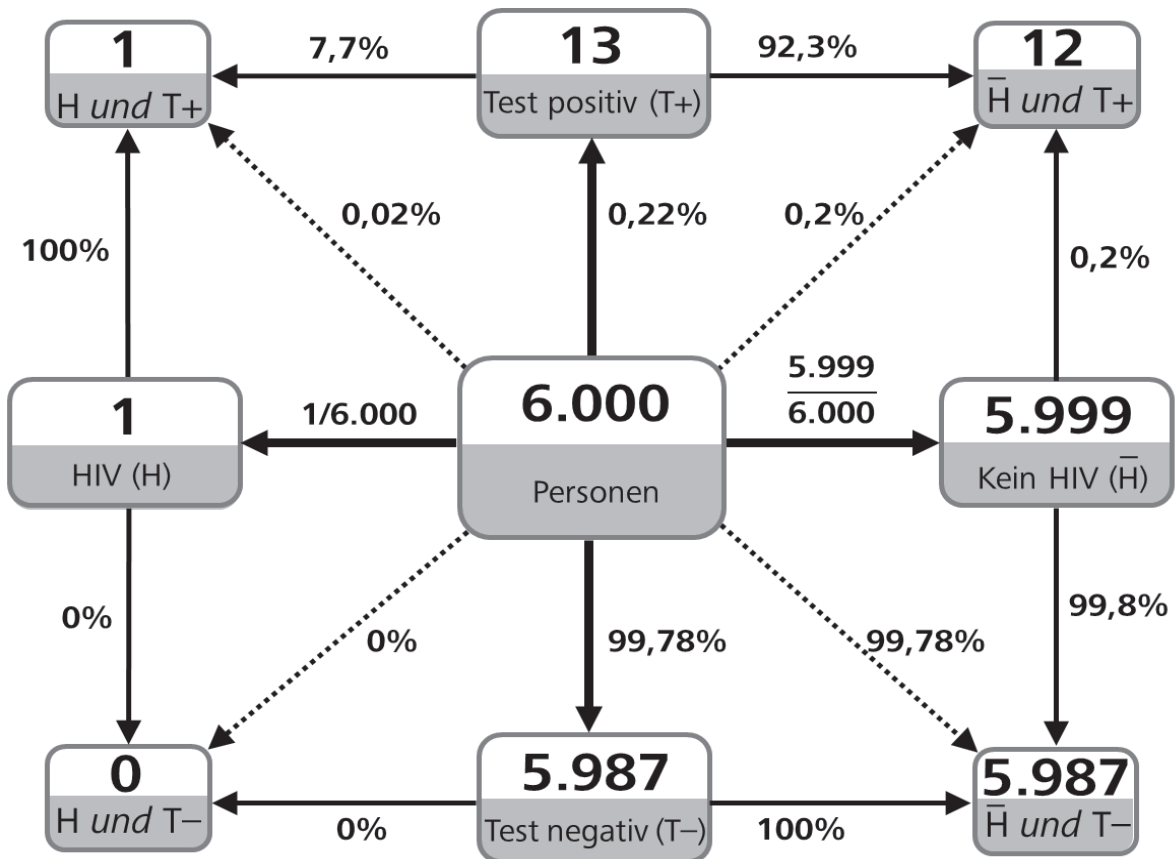 1
H und T+
7,7%
13
Test positiv (T+)
92,3%
12
H̅ und T+
100%
0,02%
0,22%
0,2%
0,2%
1
HIV (H)
1/6.000
6.000
Personen
5.999
6.000
5.999
Kein HIV (H̅)
0%
0%
99,78%
99,78%
99,8%
0
H und T–
0%
5.987
Test negativ (T–)
100%
5.987
H̅ und T–